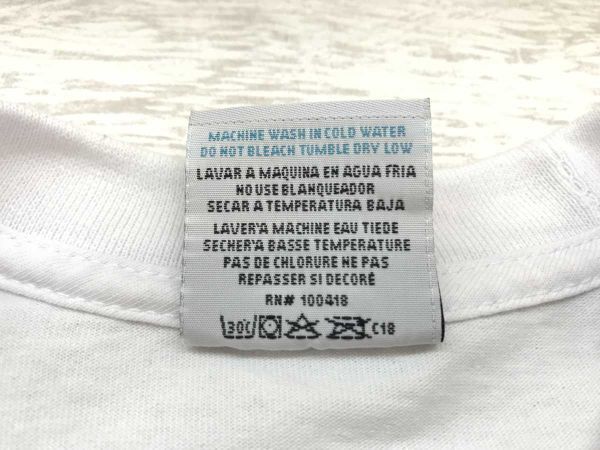 MACHINE WASH IN COLD WATER
DO NOT BLEACH TUMBLE DRY LOW
LAVAR A MAQUINA EN AGUA FRIA
NO USE BLANQUEADOR
SECAR A TEMPERATURA BAJA
LAVER'A MACHINE EAU TIEDE
SECHER'A BASSE TEMPERATURE
PAS DE CHLORURE NE PAS
REPASSER SI DECORÉ
RN# 100418
30C C18